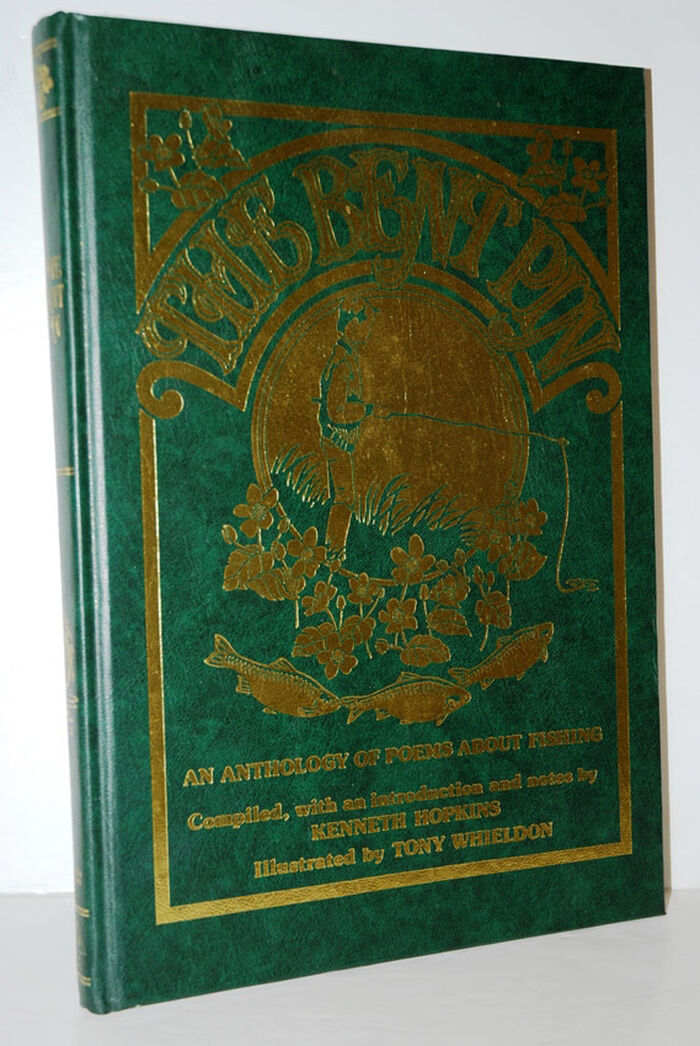 THE BENT PIN
AN ANTHOLOGY OF POEMS ABOUT FISHING
Compiled, with an introduction and notes by
KENNETH HOPKINS
Illustrated by TONY WHIELDON